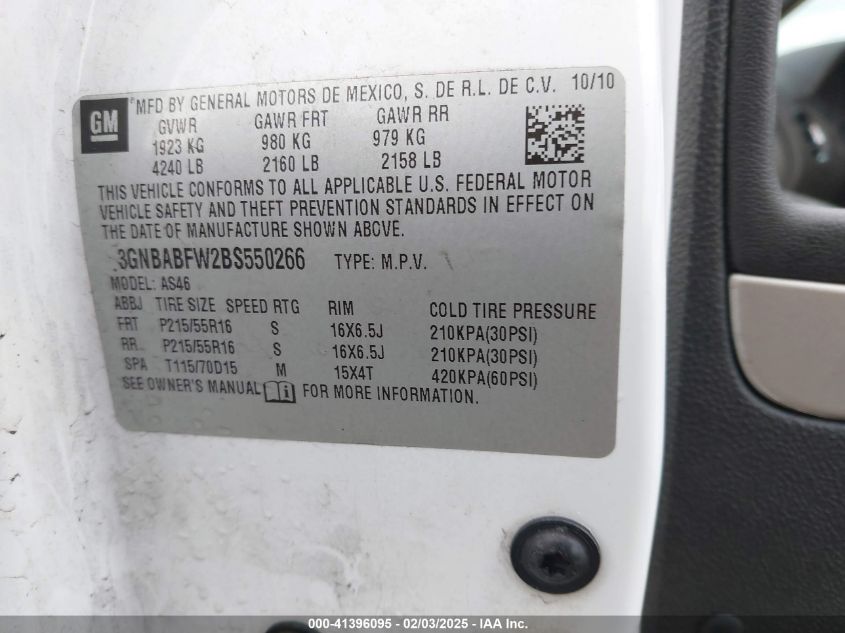 GM
MFD BY GENERAL MOTORS DE MEXICO, S. DE R.L. DE C.V. 10/10
GVWR GAWR FRT GAWR RR
1923 KG 980 KG 979 KG
4240 LB 2160 LB 2158 LB
THIS VEHICLE CONFORMS TO ALL APPLICABLE U.S. FEDERAL MOTOR
VEHICLE SAFETY AND THEFT PREVENTION STANDARDS IN EFFECT ON
THE DATE OF MANUFACTURE SHOWN ABOVE.
3GNBABFW2BS550266 TYPE: M.P.V.
MODEL: AS46
ABBJ TIRE SIZE SPEED RTG RIM COLD TIRE PRESSURE
FRT P215/55R16 S 16X6.5J 210KPA(30PSI)
RR P215/55R16 S 16X6.5J 210KPA(30PSI)
SPA T115/70D15 M 15X4T 420KPA(60PSI)
SEE OWNER'S MANUAL i FOR MORE INFORMATION.
000-41396095 - 02/03/2025 - IAA Inc.